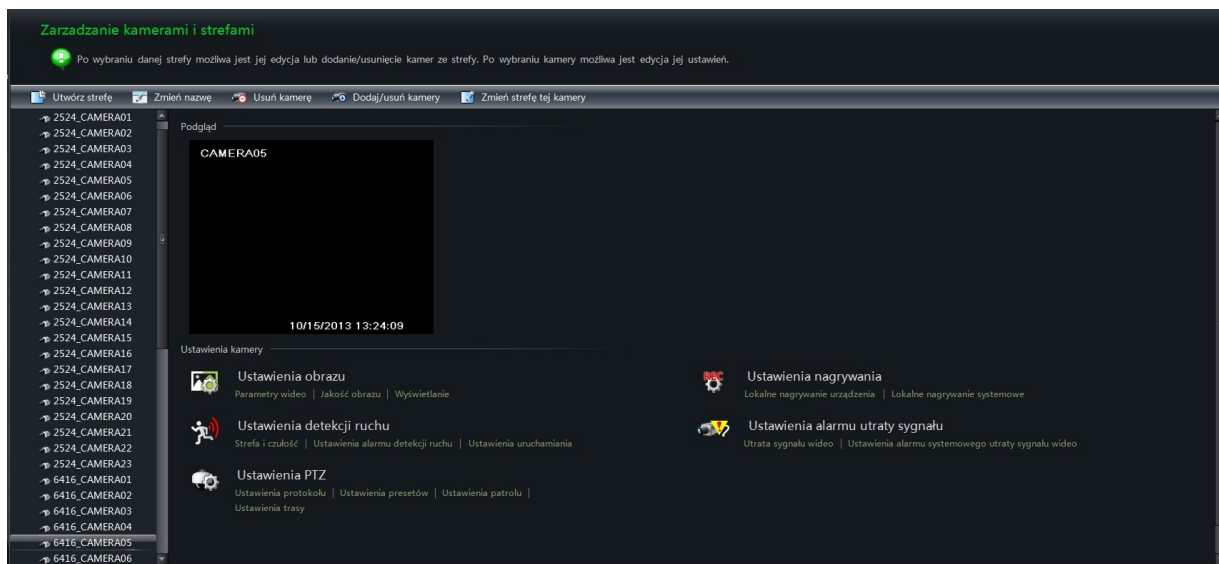 Zarzadzanie kamerami i strefami
Po wybraniu danej strefy możliwa jest jej edycja lub dodanie/usunięcie kamer ze strefy. Po wybraniu kamery możliwa jest edycja jej ustawień.
Utwórz strefę Zmień nazwę Usuń kamerę Dodaj/usuń kamery Zmień strefę tej kamery
2524_CAMERA01
2524_CAMERA02
2524_CAMERA03
2524_CAMERA04
2524_CAMERA05
2524_CAMERA06
2524_CAMERA07
2524_CAMERA08
2524_CAMERA09
2524_CAMERA10
2524_CAMERA11
2524_CAMERA12
2524_CAMERA13
2524_CAMERA14
2524_CAMERA15
2524_CAMERA16
2524_CAMERA17
2524_CAMERA18
2524_CAMERA19
2524_CAMERA20
2524_CAMERA21
2524_CAMERA22
2524_CAMERA23
6416_CAMERA01
6416_CAMERA02
6416_CAMERA03
6416_CAMERA04
6416_CAMERA05
6416_CAMERA06
Podgląd
CAMERA05
10/15/2013 13:24:09
Ustawienia kamery
Ustawienia obrazu
Parametry wideo | Jakość obrazu | Wyświetlanie
Ustawienia detekcji ruchu
Strefa i czułość | Ustawienia alarmu detekcji ruchu | Ustawienia uruchamiania
Ustawienia PTZ
Ustawienia protokołu | Ustawienia presetów | Ustawienia patrolu |
Ustawienia trasy
REC
Ustawienia nagrywania
Lokalne nagrywanie urządzenia | Lokalne nagrywanie systemowe
Ustawienia alarmu utraty sygnału
Utrata sygnału wideo | Ustawienia alarmu systemowego utraty sygnału wideo